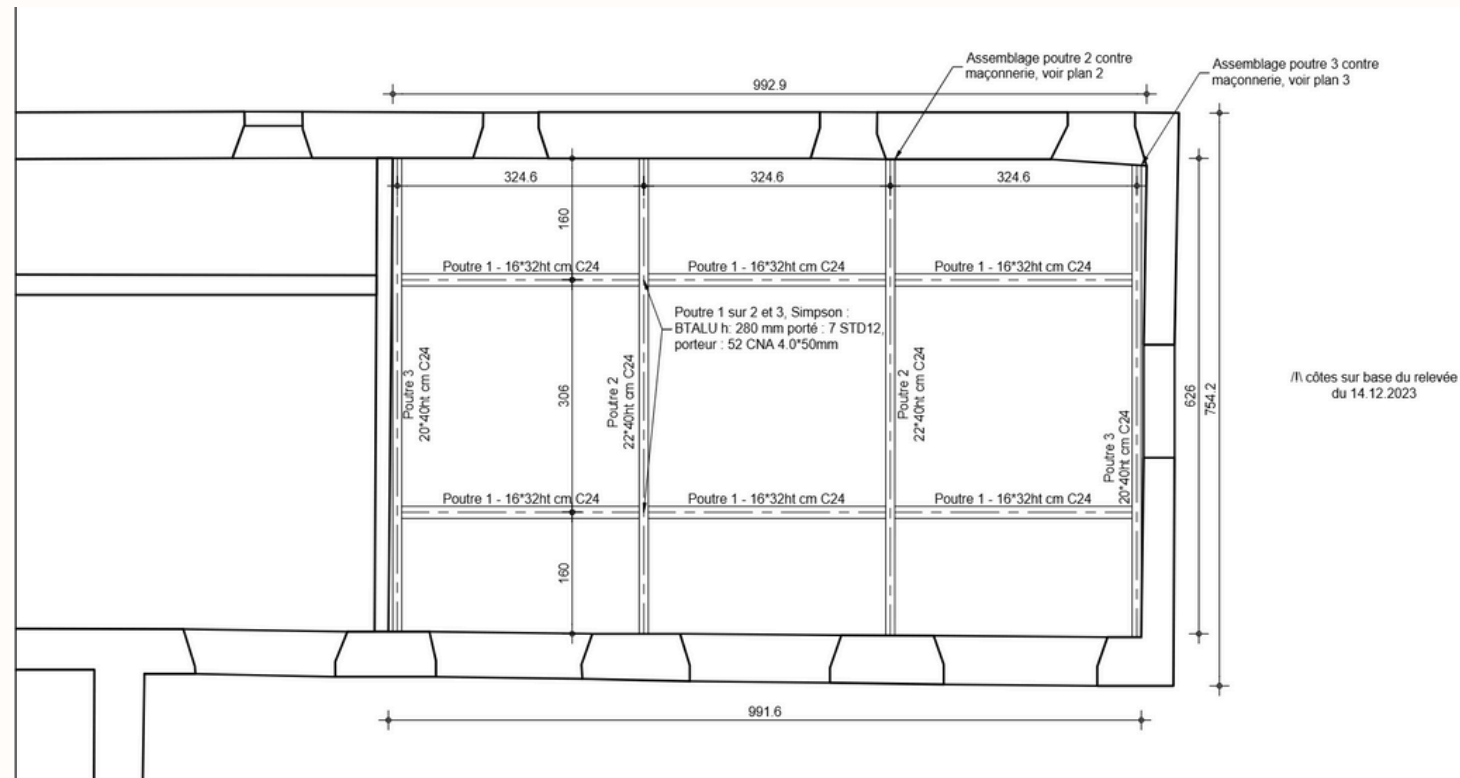 Assemblage poutre 2 contre
maçonnerie, voir plan 2
Assemblage poutre 3 contre
maçonnerie, voir plan 3
992.9
324.6
324.6
324.6
160
Poutre 1 - 16*32ht cm C24
Poutre 1 - 16*32ht cm C24
Poutre 1 - 16*32ht cm C24
Poutre 1 sur 2 et 3, Simpson :
BTALU h: 280 mm porté : 7 STD12,
porteur : 52 CNA 4.0*50mm
Poutre 3
20*40ht cm C24
306
Poutre 2
22*40ht cm C24
Poutre 2
22*40ht cm C24
Poutre 3
20*40ht cm C24
626
754.2
/!\ côtes sur base du relevée
du 14.12.2023
Poutre 1 - 16*32ht cm C24
Poutre 1 - 16*32ht cm C24
Poutre 1 - 16*32ht cm C24
160
991.6